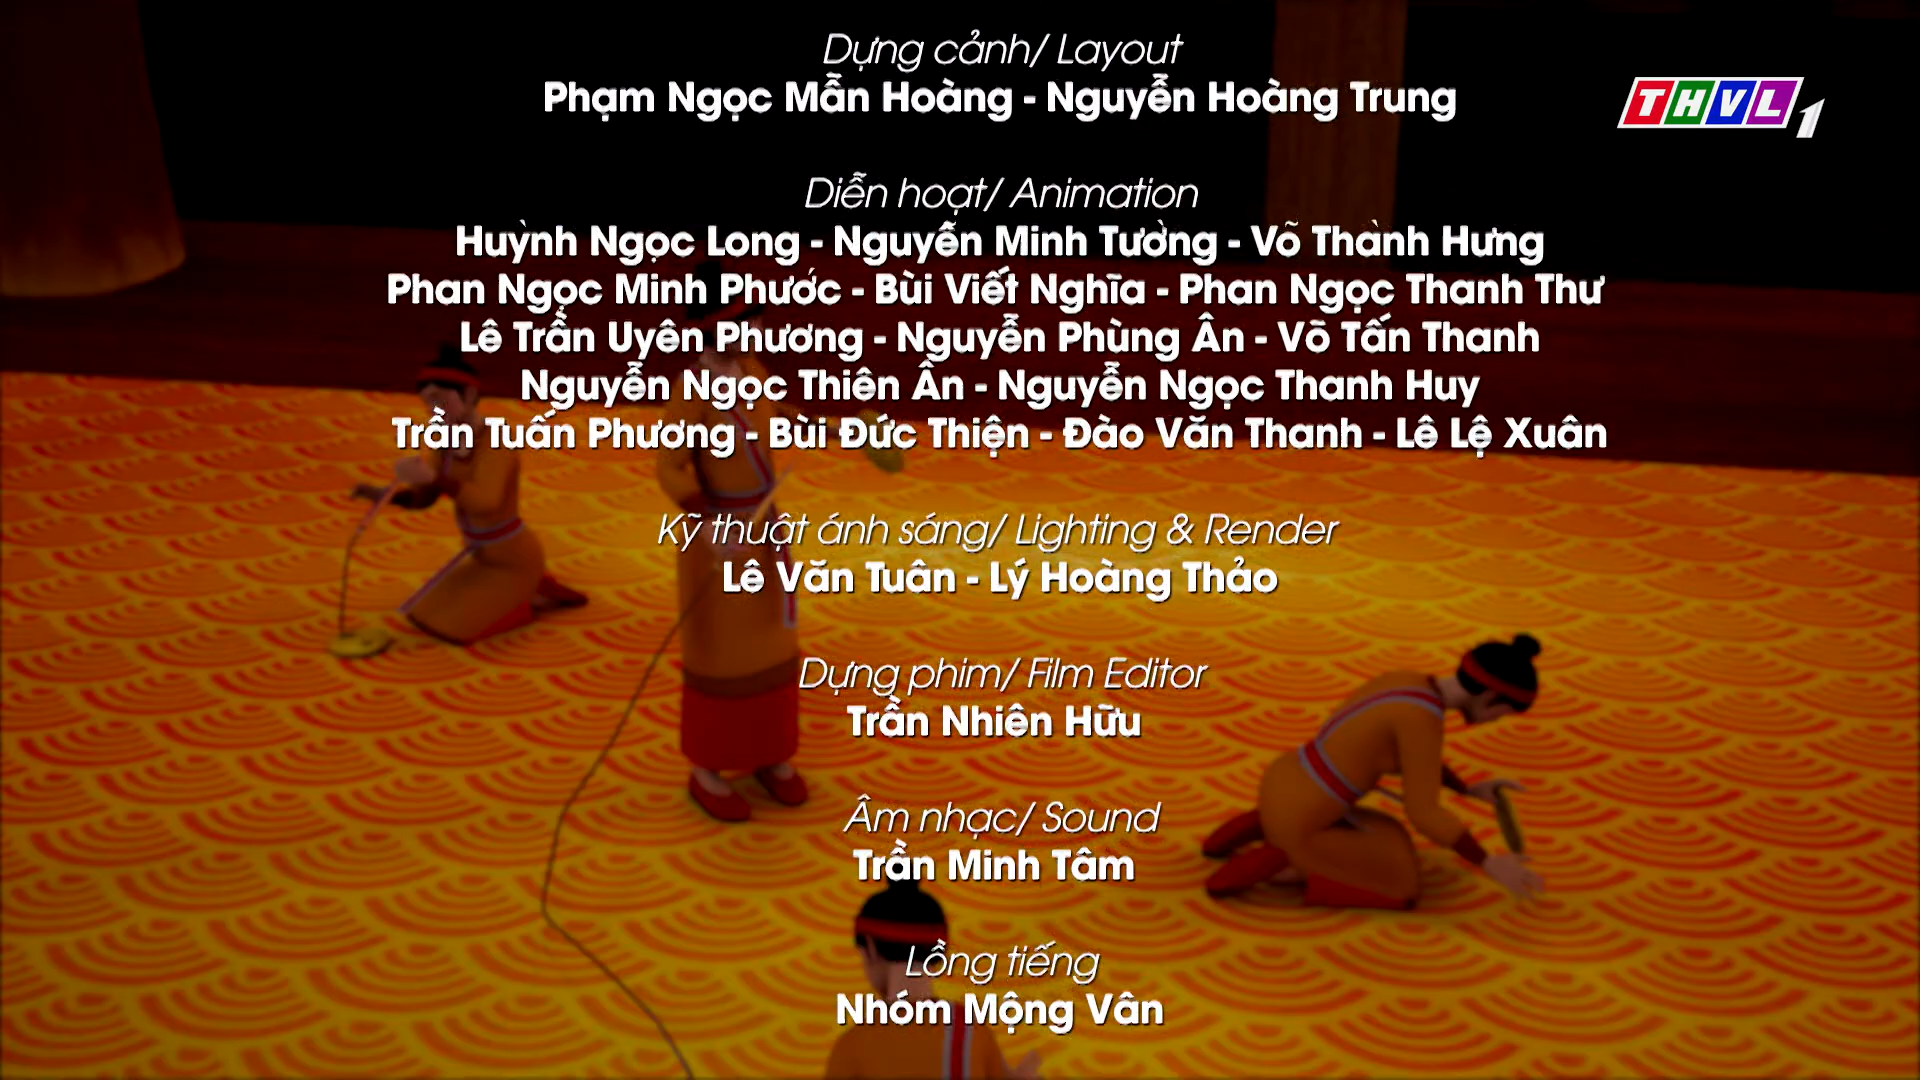 Dựng cảnh/ Layout
Phạm Ngọc Mẫn Hoàng - Nguyễn Hoàng Trung
THVL1
Diễn hoạt/ Animation
Huỳnh Ngọc Long - Nguyễn Minh Tường - Võ Thành Hưng
Phan Ngọc Minh Phước - Bùi Viết Nghĩa - Phan Ngọc Thanh Thư
Lê Trần Uyên Phương - Nguyễn Phùng Ân - Võ Tấn Thanh
Nguyễn Ngọc Thiên Ân - Nguyễn Ngọc Thanh Huy
Trần Tuấn Phương - Bùi Đức Thiện - Đào Văn Thanh - Lê Lệ Xuân
Kỹ thuật ánh sáng/ Lighting & Render
Lê Văn Tuân - Lý Hoàng Thảo
Dựng phim/ Film Editor
Trần Nhiên Hữu
Âm nhạc/ Sound
Trần Minh Tâm
Lồng tiếng
Nhóm Mộng Vân